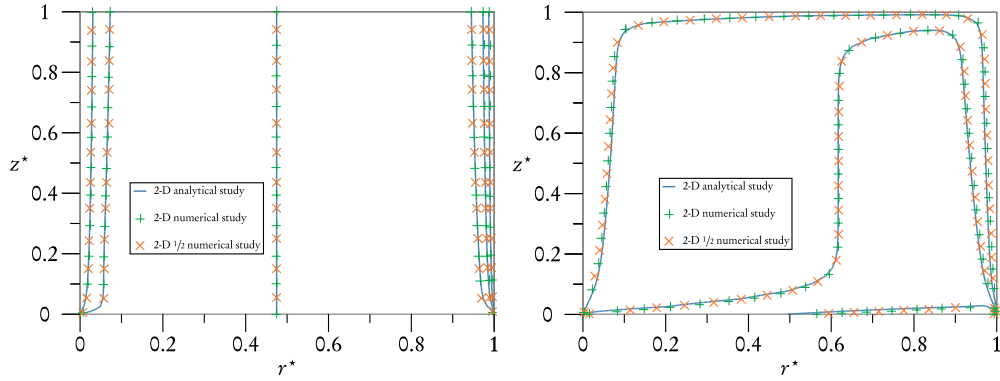 1
0.8
0.6
z*
0.4
0.2
0
0 0.2 0.4 0.6 0.8 1
r*
2-D analytical study
2-D numerical study
2-D 1/2 numerical study
1
0.8
0.6
z*
0.4
0.2
0
0 0.2 0.4 0.6 0.8 1
r*
2-D analytical study
2-D numerical study
2-D 1/2 numerical study